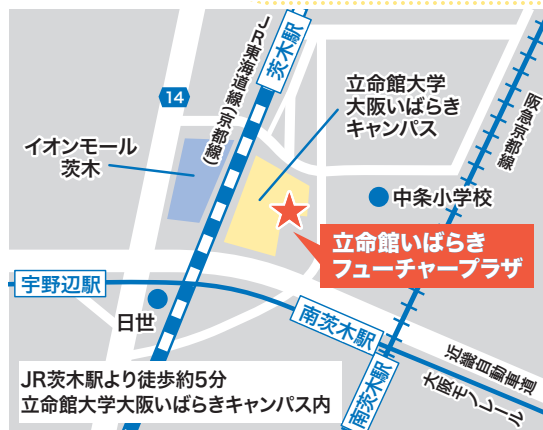 茨木駅
JR東海道線(京都線)
14
立命館大学
大阪いばらき
キャンパス
阪急京都線
イオンモール
茨木
中条小学校
立命館いばらき
フューチャープラザ
宇野辺駅
日世
南茨木駅
南茨木駅
近畿自動車道
大阪モノレール
JR茨木駅より徒歩約5分
立命館大学大阪いばらきキャンパス内